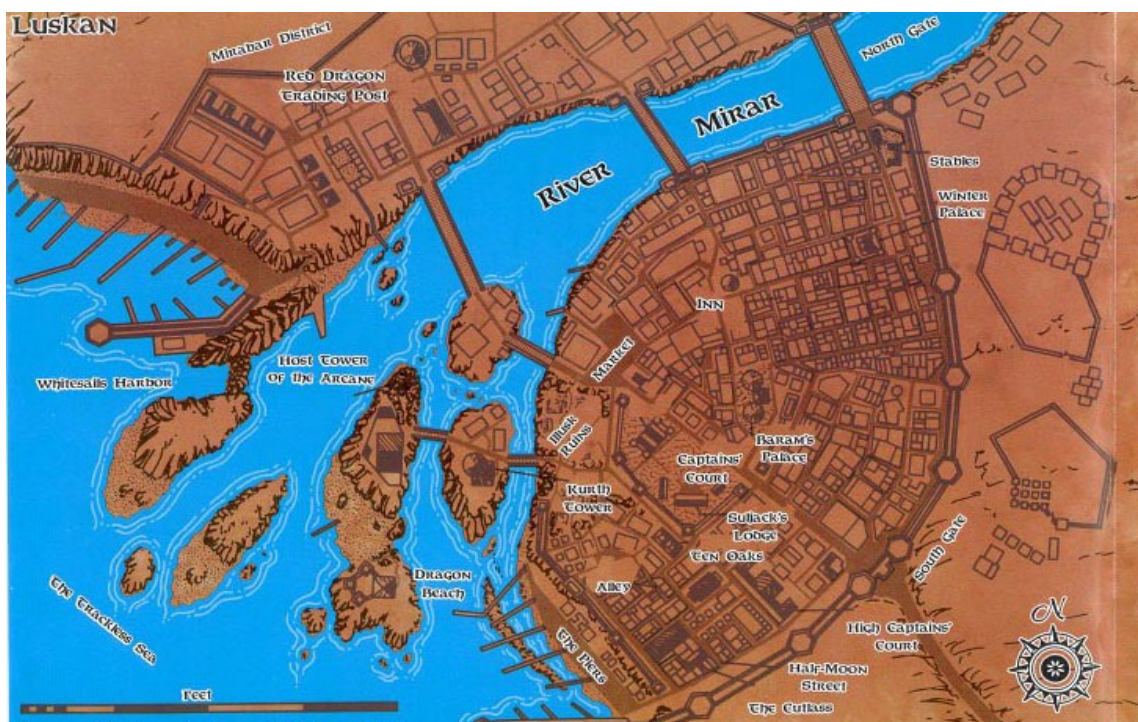 Luskan
Mirabar District
North Gate
Red Dragon
Trading Post
Mirar
River
Stables
Winter
Palace
Inn
Market
Host Tower
of the Arcane
Whitesails Harbor
Illusk
Ruins
Baram's
Palace
Captains'
Court
Kurth
Tower
Suljack's
Lodge
Ten Oaks
South Gate
Dragon
Beach
Alley
The Trackless Sea
High Captains'
Court
The Piers
Half-Moon
Street
The Cutlass
Feet
N